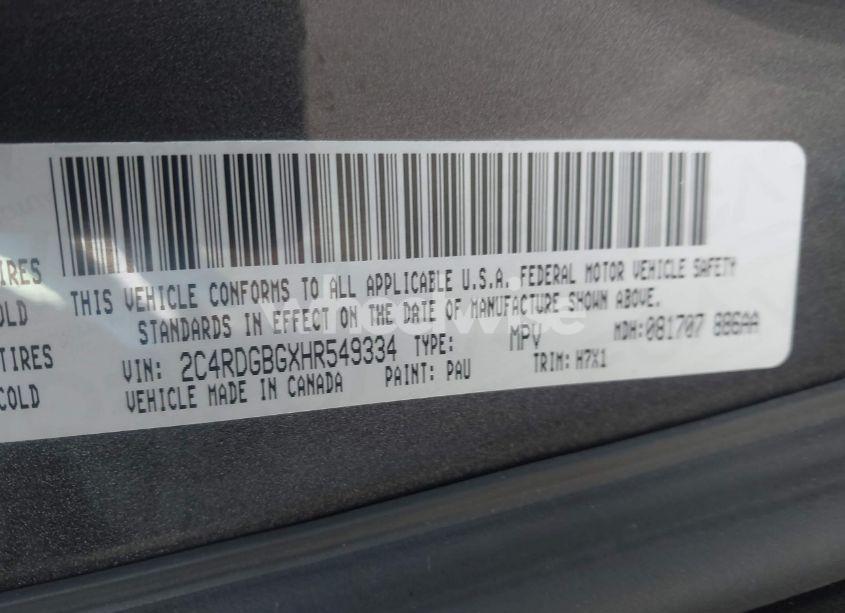 THIS VEHICLE CONFORMS TO ALL APPLICABLE U.S.A. FEDERAL MOTOR VEHICLE SAFETY
STANDARDS IN EFFECT ON THE DATE OF MANUFACTURE SHOWN ABOVE.
VIN: 2C4RDGBGXHR549334 TYPE: MPV MDH:081707 886AA
VEHICLE MADE IN CANADA PAINT: PAU TRIM: H7X1
IRES
OLD
TIRES
COLD
wheelwise